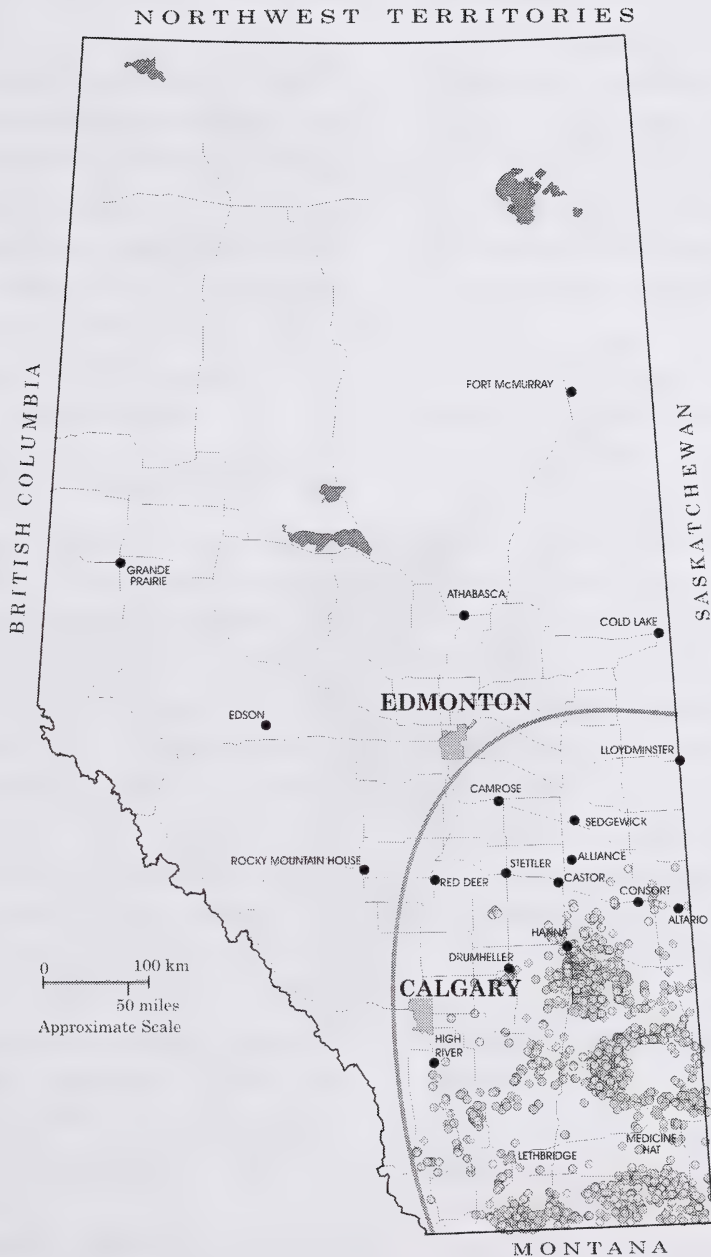 NORTHWEST TERRITORIES
BRITISH COLUMBIA
SASKATCHEWAN
FORT McMURRAY
GRANDE
PRAIRIE
ATHABASCA
COLD LAKE
EDMONTON
EDSON
LLOYDMINSTER
CAMROSE
SEDGEWICK
ROCKY MOUNTAIN HOUSE
STETTLER
ALLIANCE
RED DEER
CASTOR
CONSORT
ALTARIO
HANNA
DRUMHELLER
CALGARY
0 100 km
50 miles
Approximate Scale
HIGH
RIVER
LETHBRIDGE
MEDICINE
HAT
MONTANA